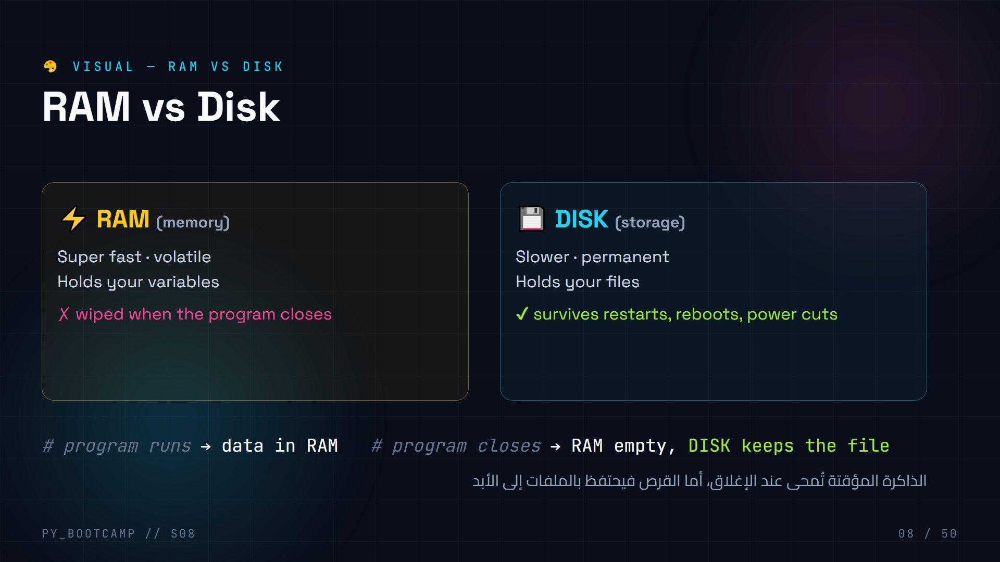 🎨 VISUAL — RAM VS DISK
RAM vs Disk
⚡ RAM (memory)
Super fast · volatile
Holds your variables
✗ wiped when the program closes
💾 DISK (storage)
Slower · permanent
Holds your files
✓ survives restarts, reboots, power cuts
# program runs → data in RAM # program closes → RAM empty, DISK keeps the file
الذاكرة المؤقتة تُمحى عند الإغلاق، أما القرص فيحتفظ بالملفات إلى الأبد
PY_BOOTCAMP // S08
08 / 50